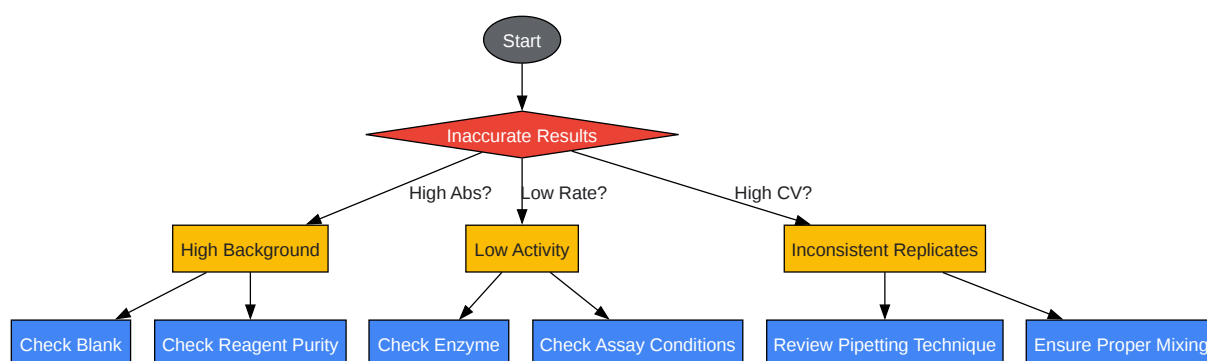 Start
Inaccurate Results
High Abs?
Low Rate?
High CV?
High Background
Low Activity
Inconsistent Replicates
Check Blank
Check Reagent Purity
Check Enzyme
Check Assay Conditions
Review Pipetting Technique
Ensure Proper Mixing